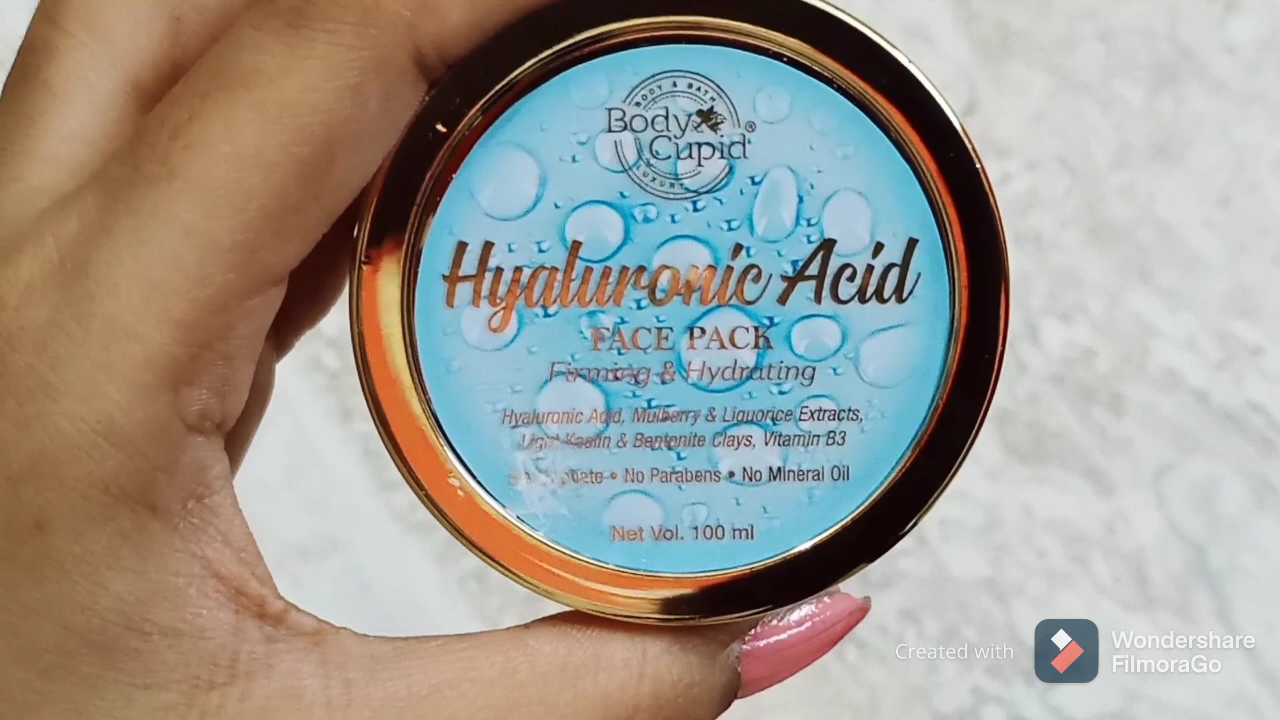 BODY & BATH
Body Cupid®
LUXURY
Hyaluronic Acid
FACE PACK
Firming & Hydrating
Hyaluronic Acid, Mulberry & Liquorice Extracts,
Light Kaolin & Bentonite Clays, Vitamin B3
• No Parabens • No Mineral Oil
Net Vol. 100 ml
Created with
Wondershare
FilmoraGo